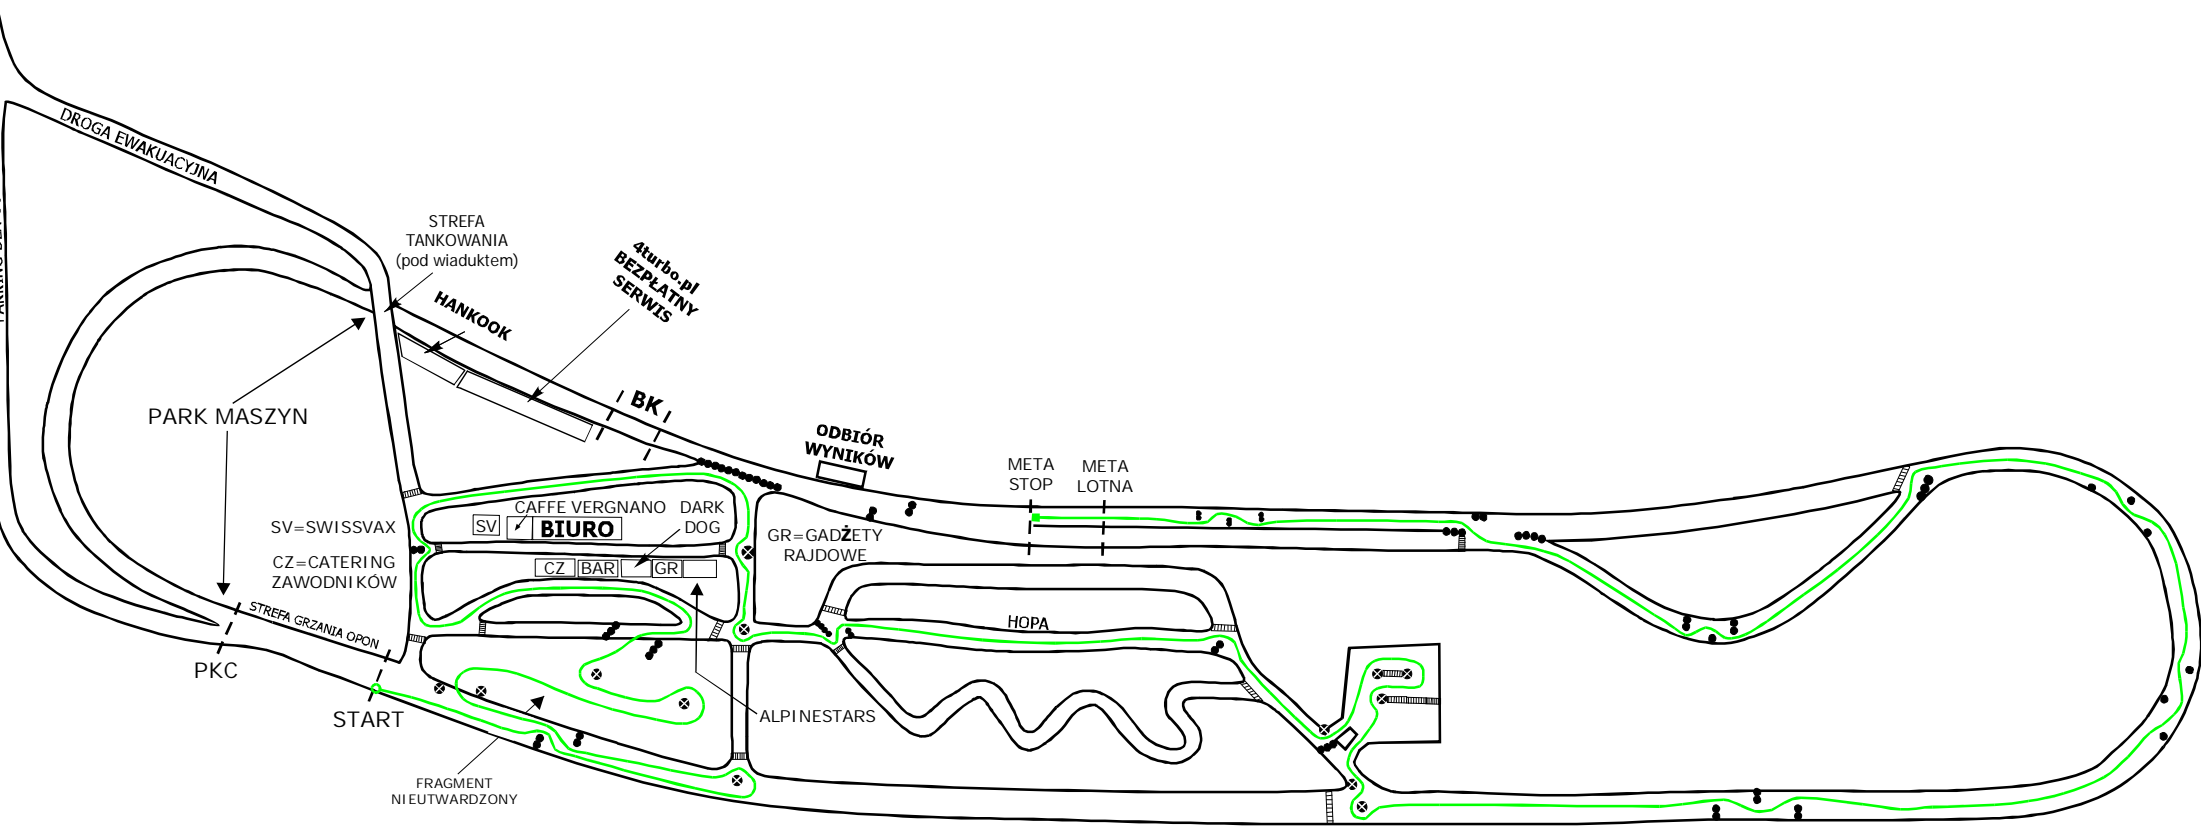 DROGA EWAKUACYJNA
STREFA
TANKOWANIA
(pod wiaduktem)
4turbo.pl
BEZPŁATNY
SERWIS
HANKOOK
BK
PARK MASZYN
ODBIÓR
WYNIKÓW
META
STOP
META
LOTNA
CAFFE VERGNANO
DARK
DOG
SV=SWISSVAX
SV
BIURO
GR=GADŻETY
RAJDOWE
CZ=CATERING
ZAWODNIKÓW
CZ
BAR
GR
STREFA GRZANIA OPON
HOPA
PKC
START
ALPINESTARS
FRAGMENT
NIEUTWARDZONY